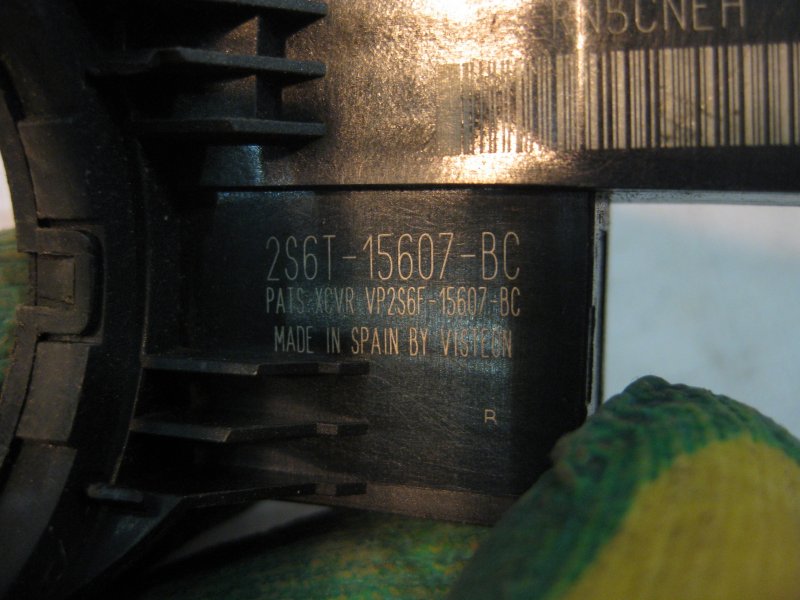 2S6T-15607-BC
PATS XCVR VP2S6F-15607-BC
MADE IN SPAIN BY VISTEON
R